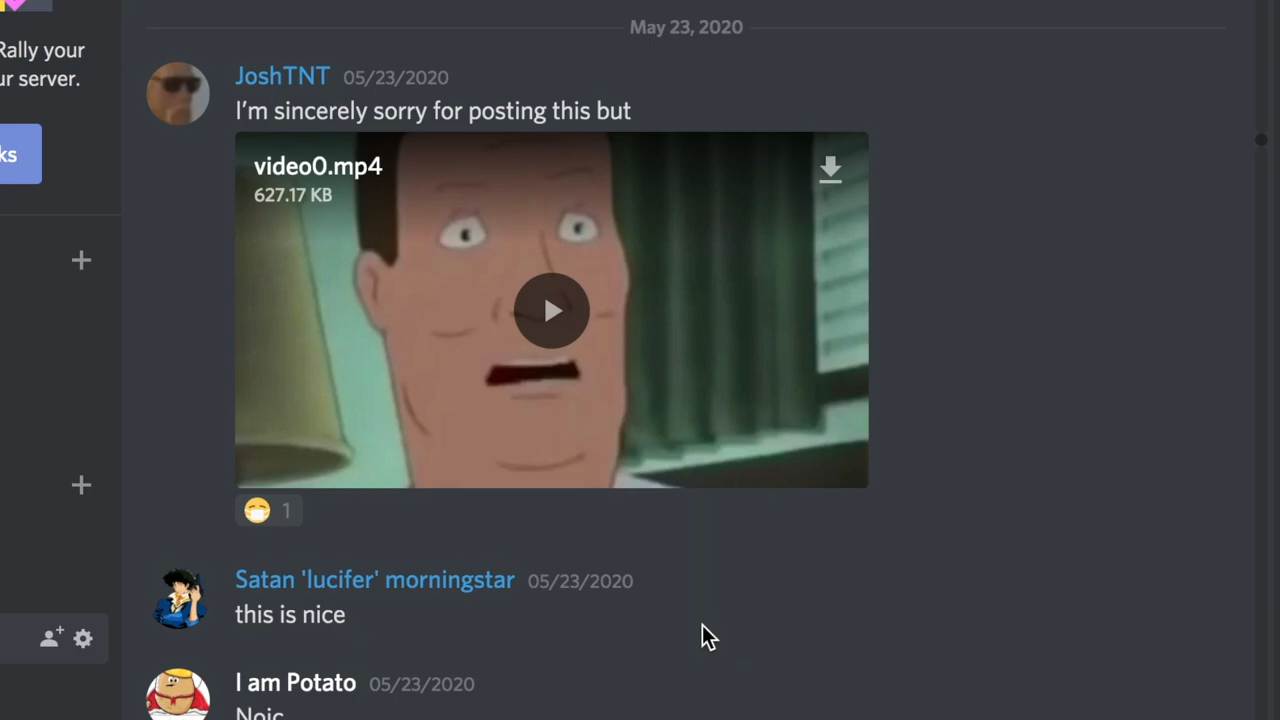 Rally your
ur server.
ks
May 23, 2020
JoshTNT 05/23/2020
I'm sincerely sorry for posting this but
video0.mp4
627.17 KB
1
Satan 'lucifer' morningstar 05/23/2020
this is nice
I am Potato 05/23/2020
Noic